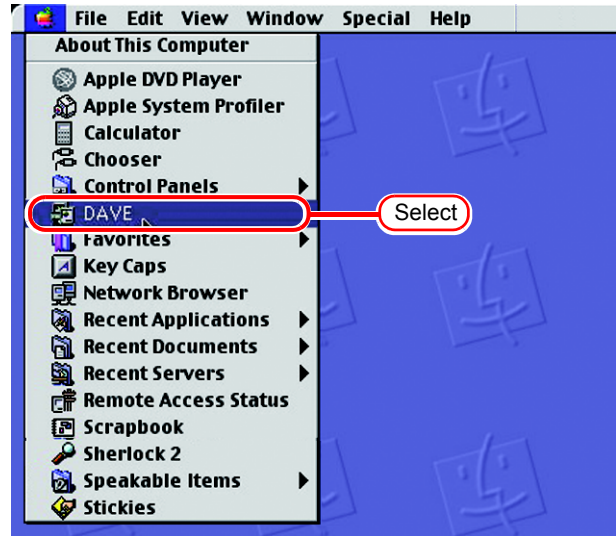 File Edit View Window Special Help
About This Computer
Apple DVD Player
Apple System Profiler
Calculator
Chooser
Control Panels
DAVE
Select
Favorites
Key Caps
Network Browser
Recent Applications
Recent Documents
Recent Servers
Remote Access Status
Scrapbook
Sherlock 2
Speakable Items
Stickies